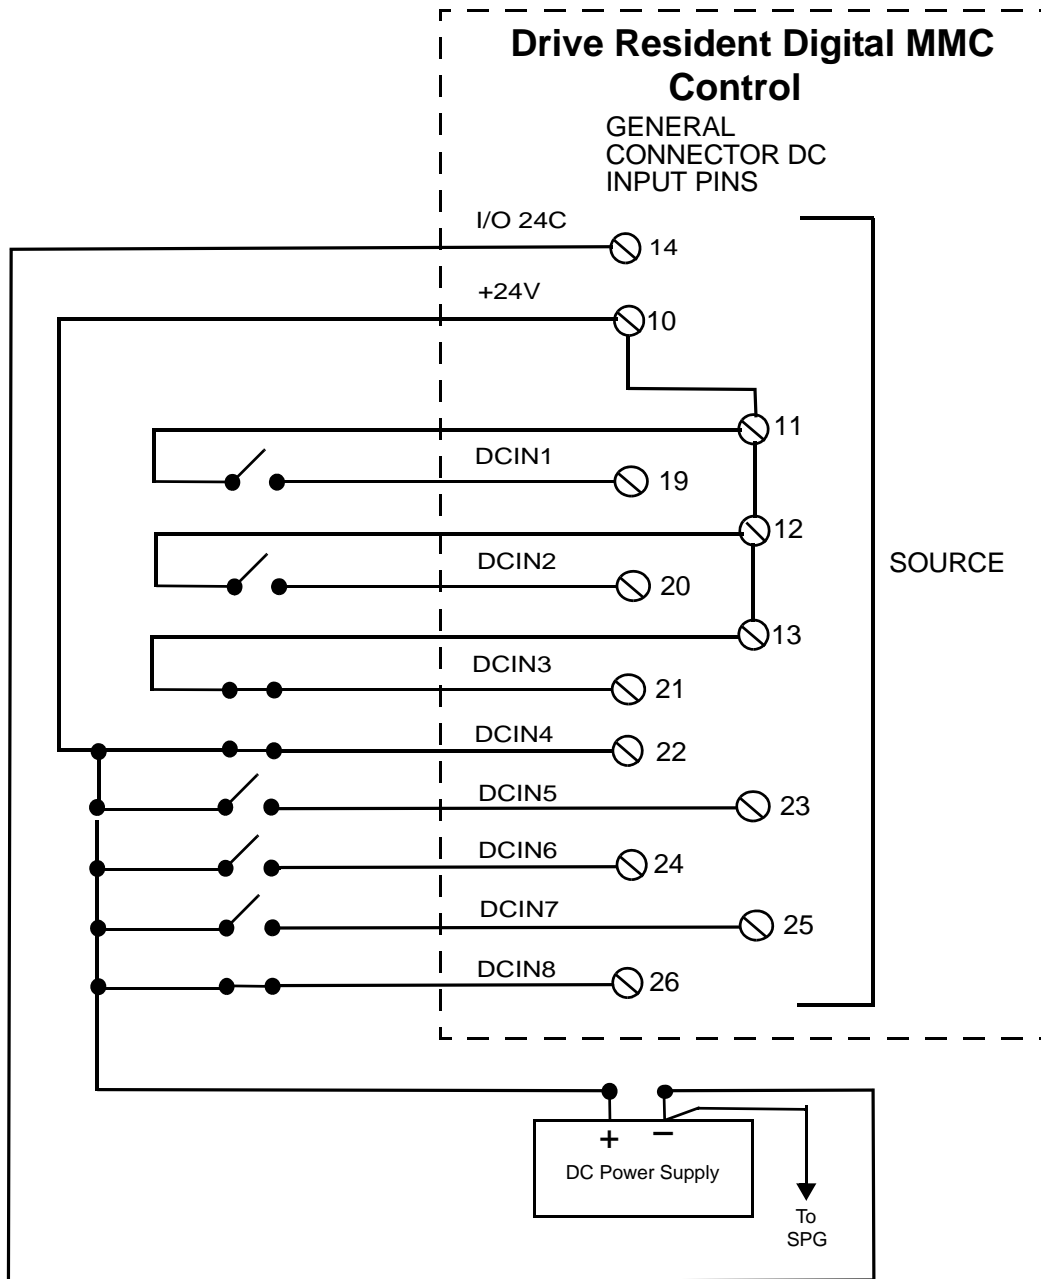 Drive Resident Digital MMC
Control
GENERAL
CONNECTOR DC
INPUT PINS
I/O 24C
14
+24V
10
11
DCIN1
19
12
DCIN2
20
SOURCE
13
DCIN3
21
DCIN4
22
DCIN5
23
DCIN6
24
DCIN7
25
DCIN8
26
+ −
DC Power Supply
To
SPG